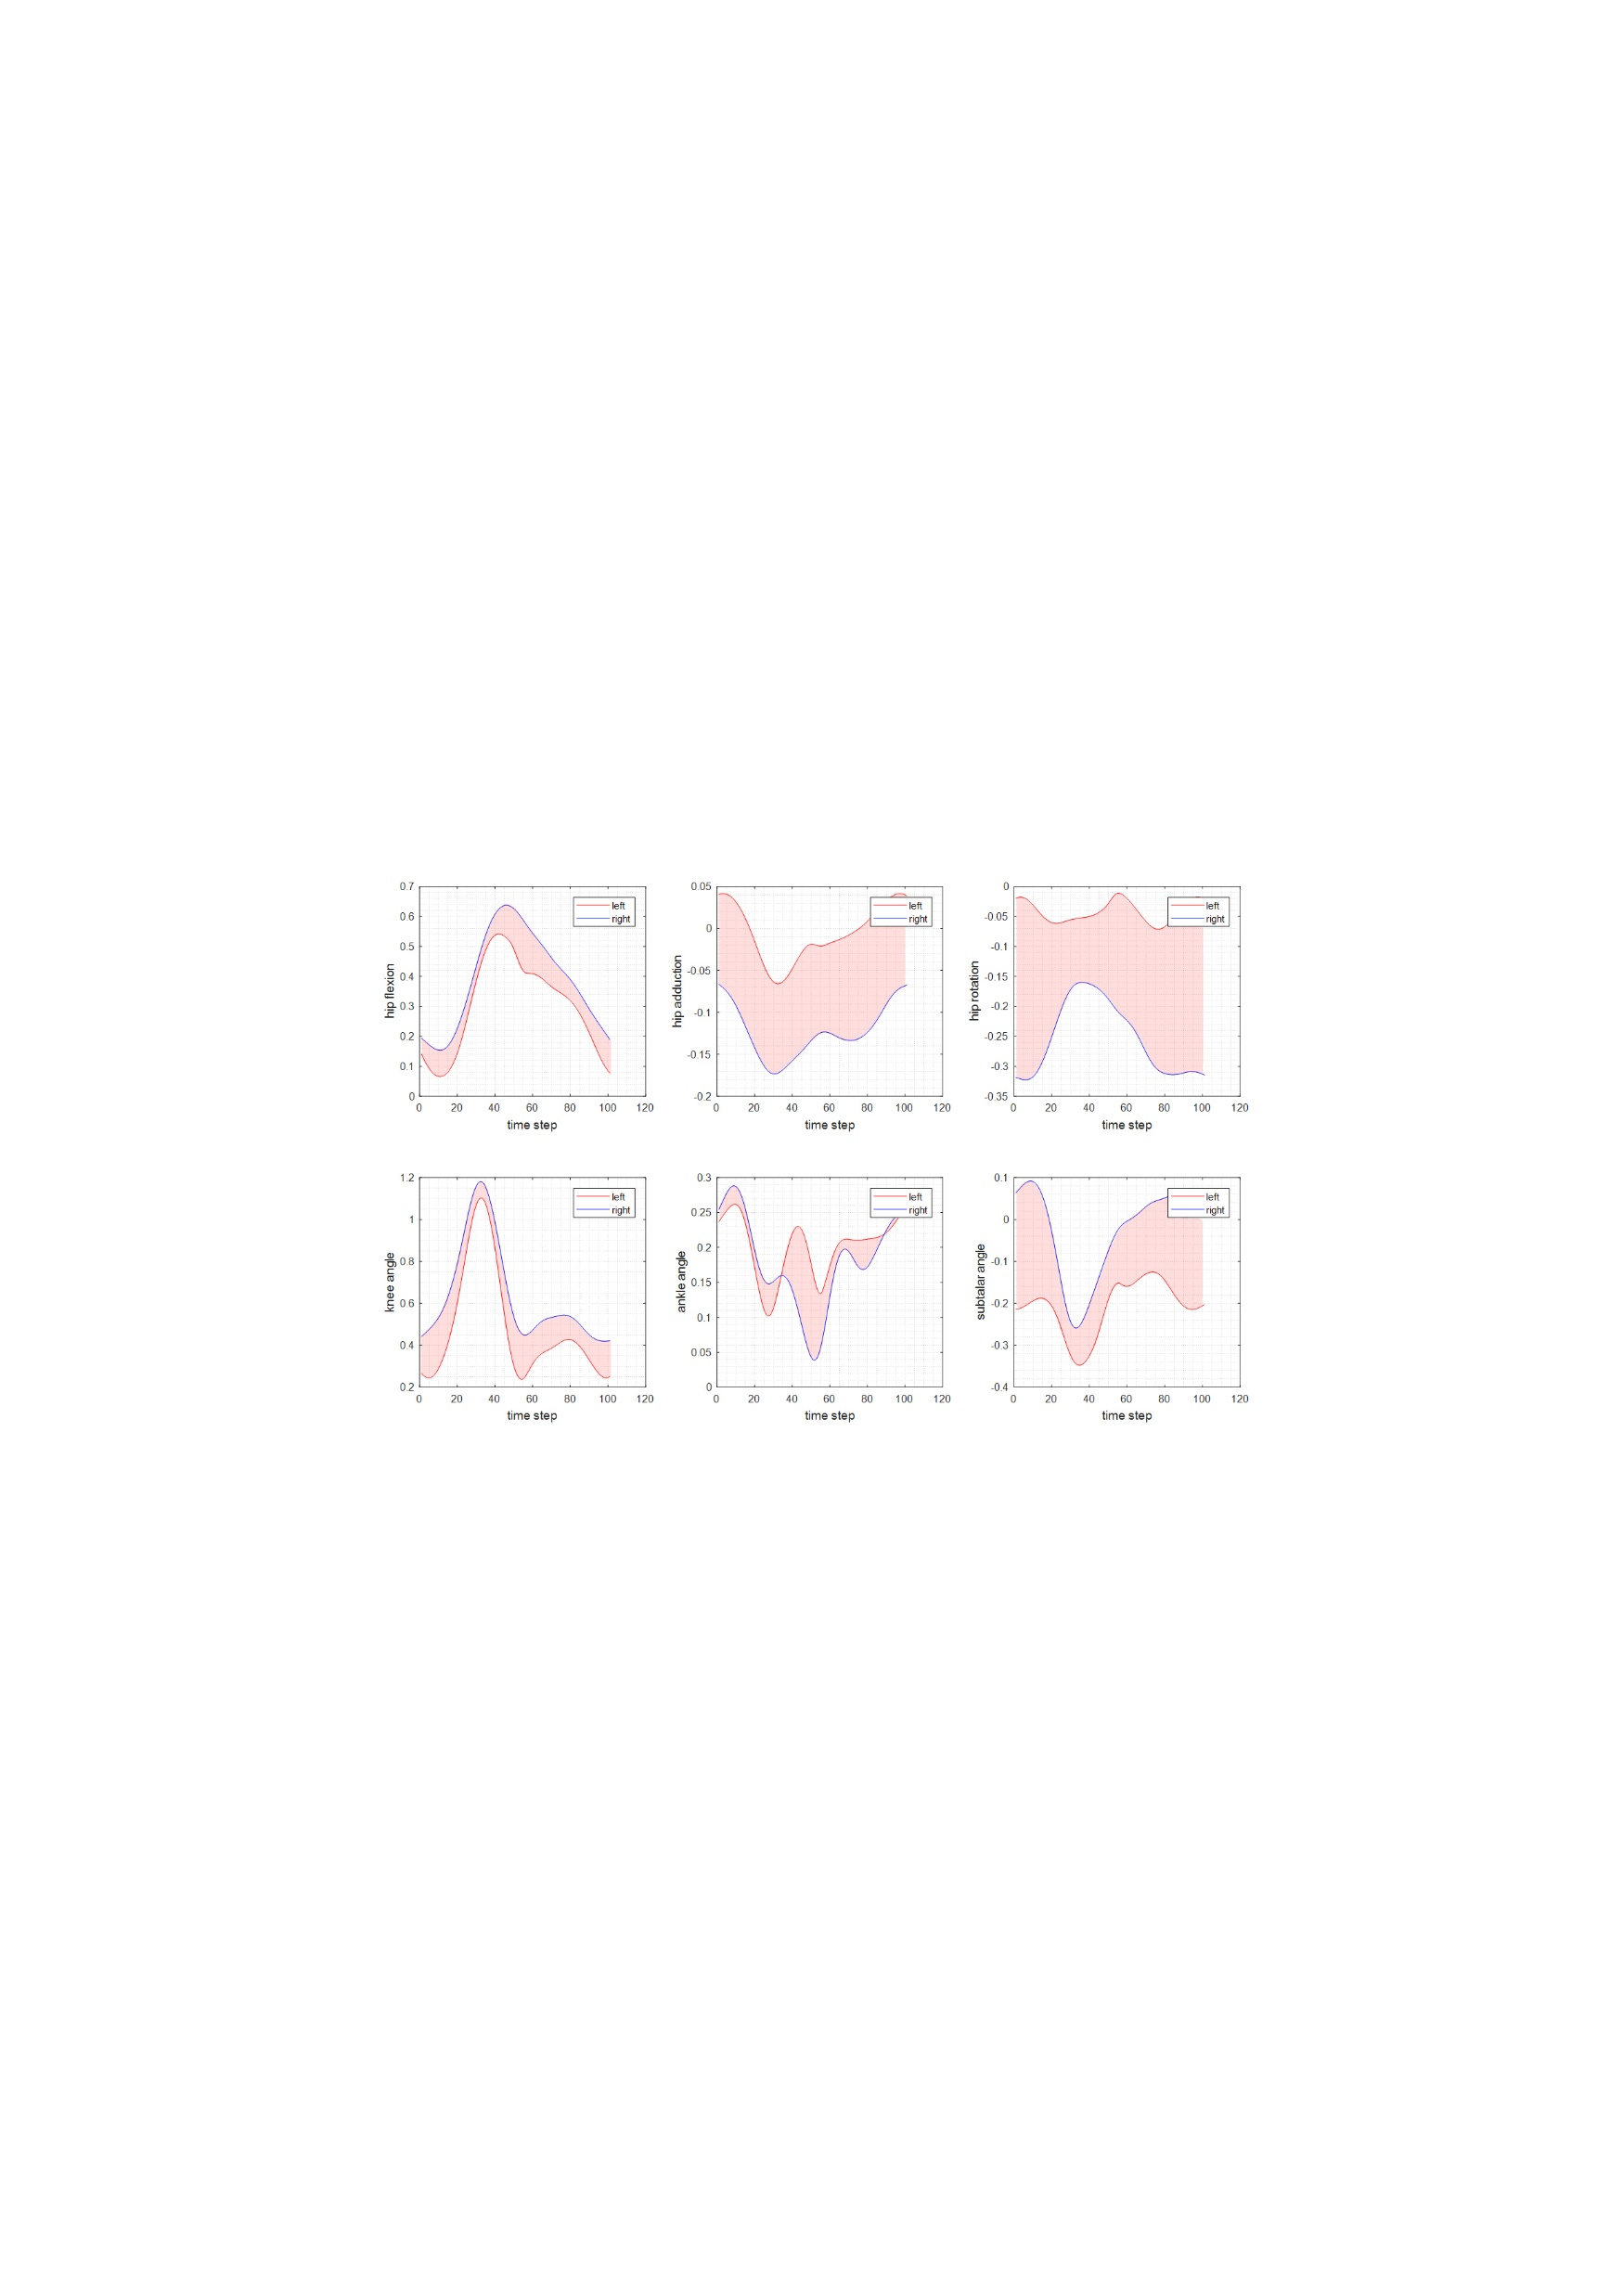 0.7
0.6
0.5
0.4
0.3
0.2
0.1
0
hip flexion
left
right
0 20 40 60 80 100 120
time step
0.05
0
-0.05
-0.1
-0.15
-0.2
hip adduction
left
right
0 20 40 60 80 100 120
time step
0
-0.05
-0.1
-0.15
-0.2
-0.25
-0.3
-0.35
hip rotation
left
right
0 20 40 60 80 100 120
time step
1.2
1
0.8
0.6
0.4
0.2
knee angle
left
right
0 20 40 60 80 100 120
time step
0.3
0.25
0.2
0.15
0.1
0.05
0
ankle angle
left
right
0 20 40 60 80 100 120
time step
0.1
0
-0.1
-0.2
-0.3
-0.4
subtalar angle
left
right
0 20 40 60 80 100 120
time step